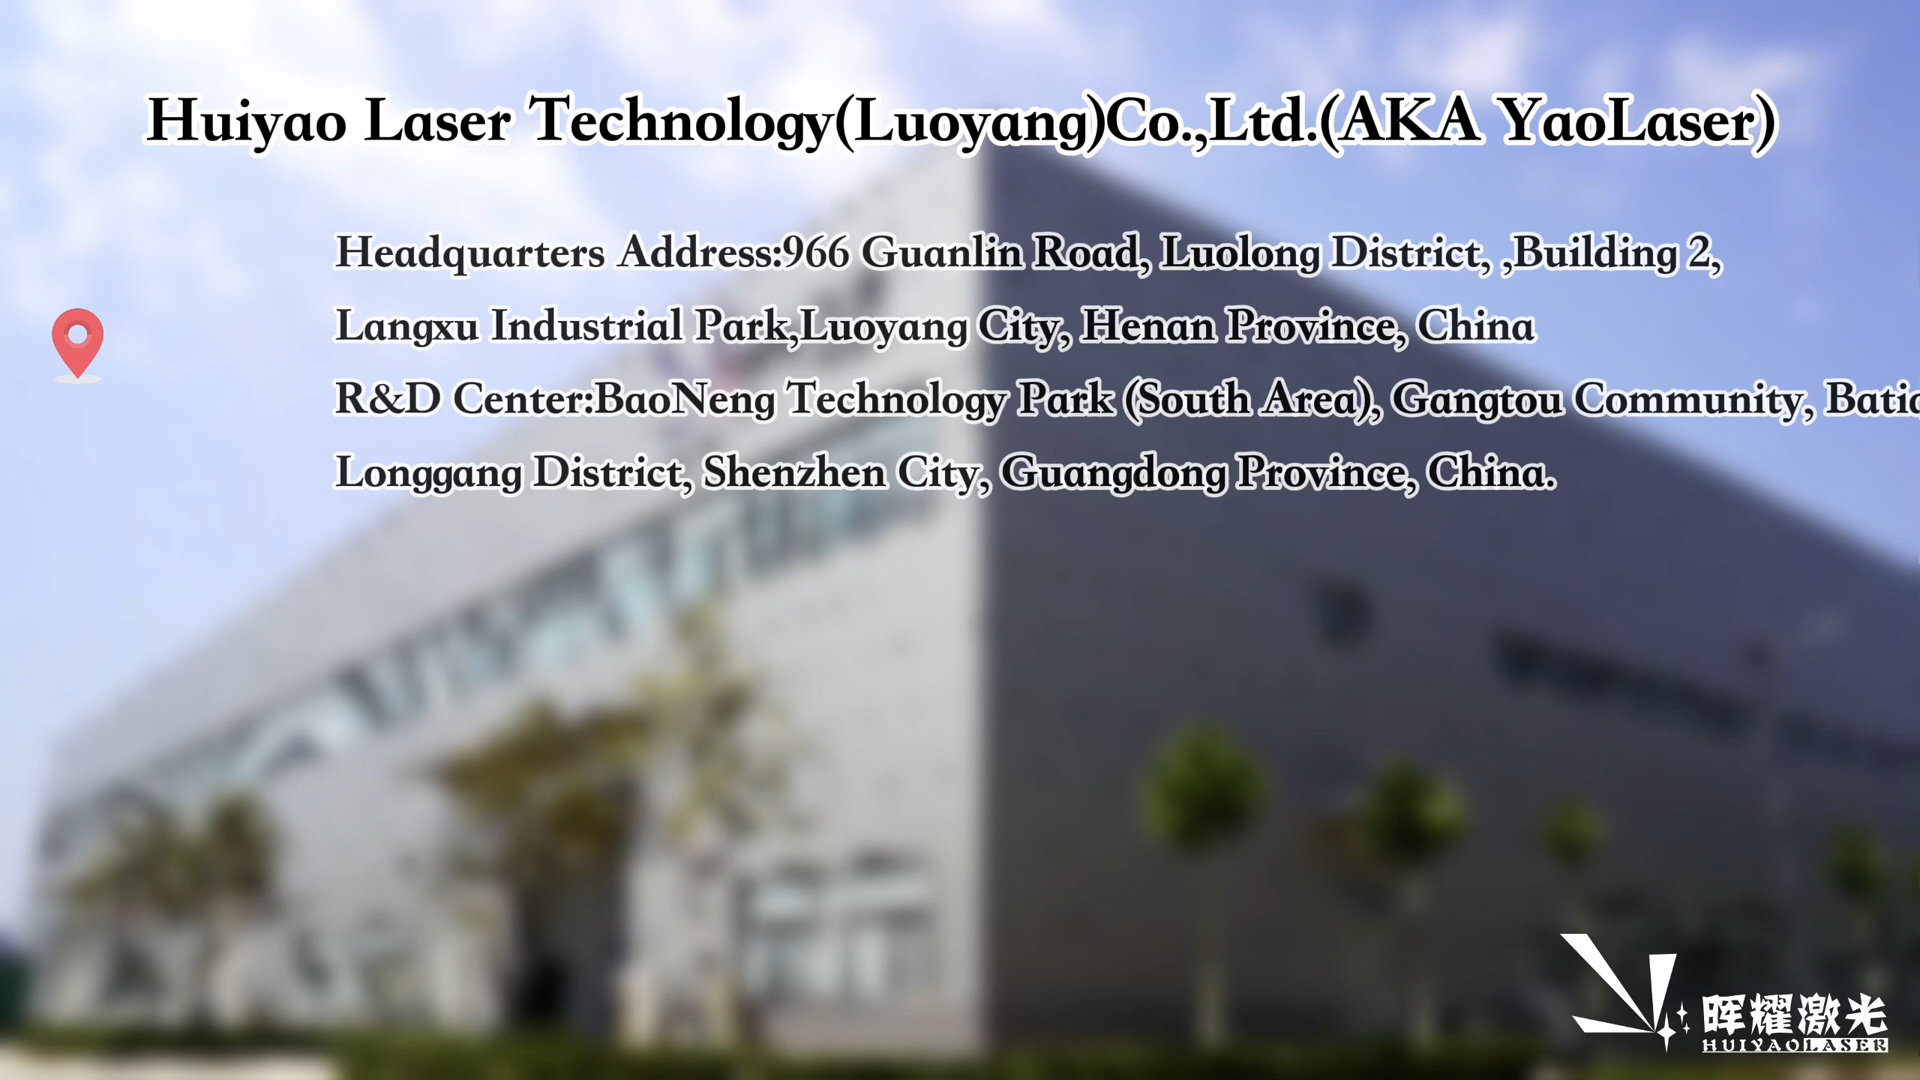 Huiyao Laser Technology(Luoyang)Co.,Ltd.(AKA YaoLaser)
Headquarters Address:966 Guanlin Road, Luolong District, ,Building 2,
Langxu Industrial Park,Luoyang City, Henan Province, China
R&D Center:BaoNeng Technology Park (South Area), Gangtou Community,
Longgang District, Shenzhen City, Guangdong Province, China.
晖耀激光
HUIYAOLASER